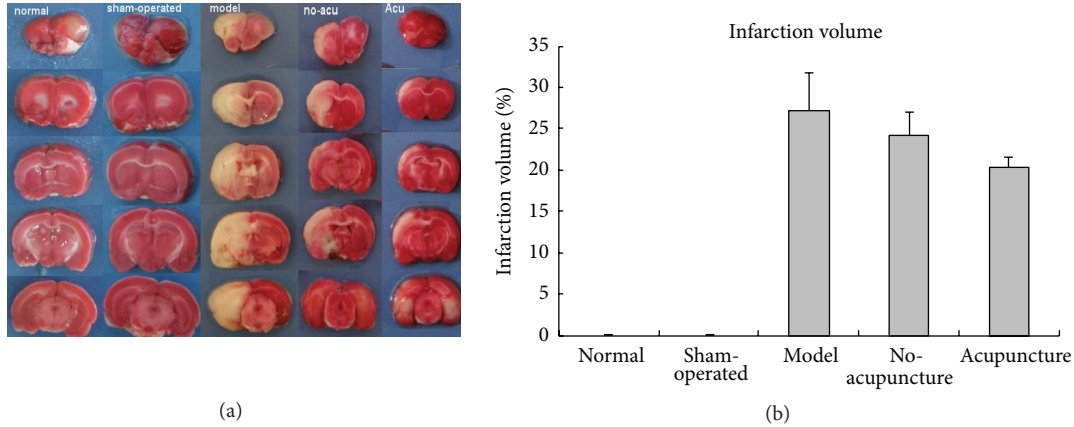 normal sham-operated model no-acu Acu
(a)
Infarction volume
Infarction volume (%)
35
30
25
20
15
10
5
0
Normal Sham-operated Model No-acupuncture Acupuncture
(b)